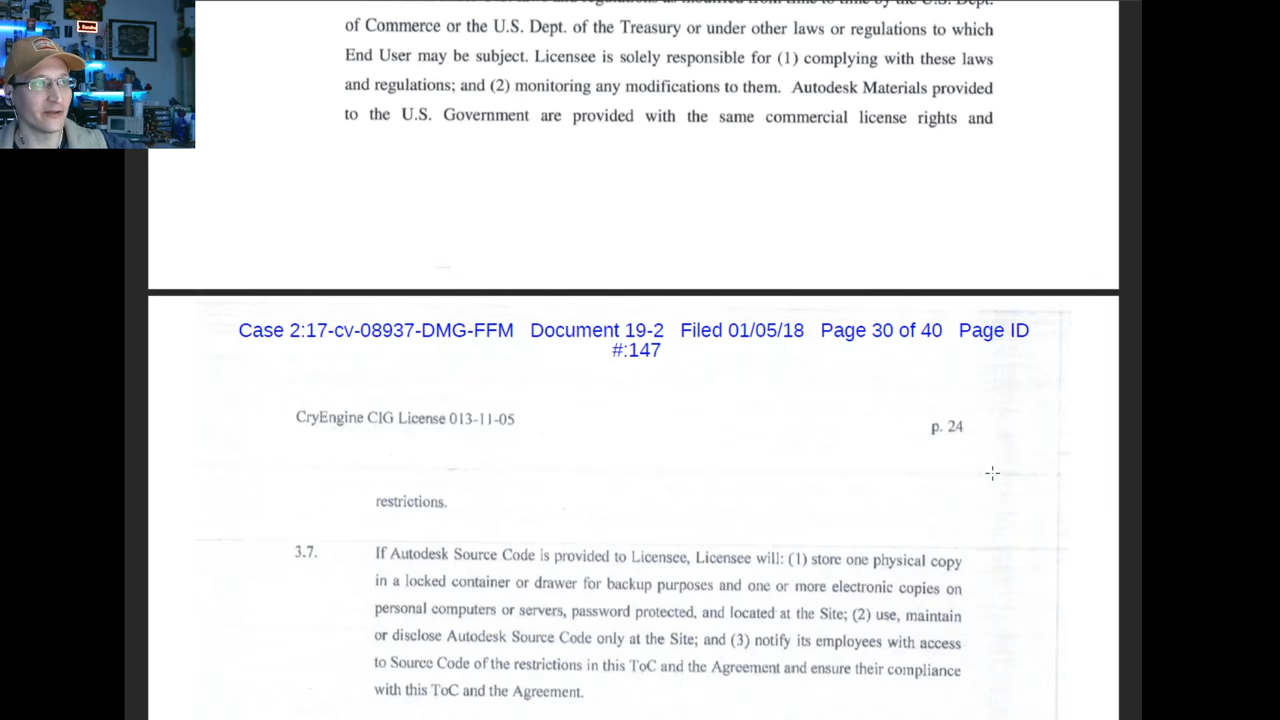 of Commerce or the U.S. Dept. of the Treasury or under other laws or regulations to which
End User may be subject. Licensee is solely responsible for (1) complying with these laws
and regulations; and (2) monitoring any modifications to them. Autodesk Materials provided
to the U.S. Government are provided with the same commercial license rights and
Case 2:17-cv-08937-DMG-FFM Document 19-2 Filed 01/05/18 Page 30 of 40 Page ID
#:147
CryEngine CIG License 013-11-05
p. 24
restrictions.
3.7. If Autodesk Source Code is provided to Licensee, Licensee will: (1) store one physical copy
in a locked container or drawer for backup purposes and one or more electronic copies on
personal computers or servers, password protected, and located at the Site; (2) use, maintain
or disclose Autodesk Source Code only at the Site; and (3) notify its employees with access
to Source Code of the restrictions in this ToC and the Agreement and ensure their compliance
with this ToC and the Agreement.